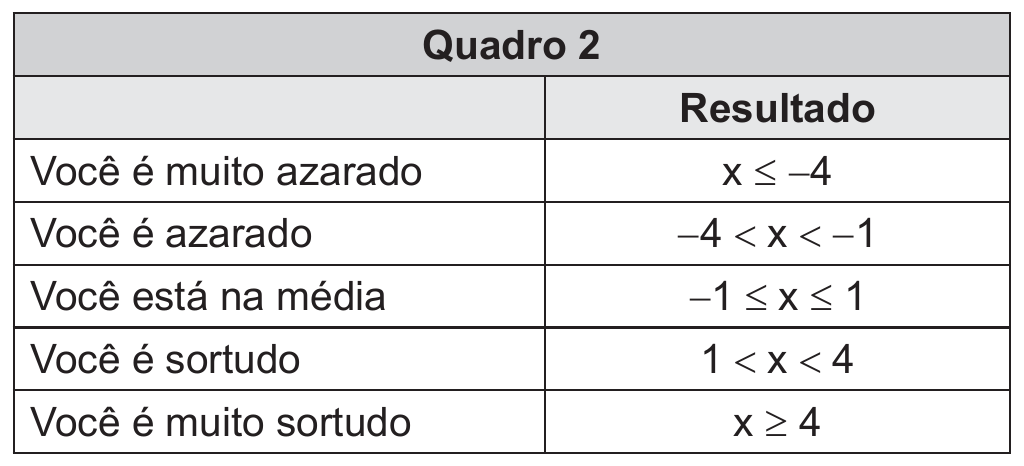 Quadro 2
Resultado
Você é muito azarado x ≤ –4
Você é azarado –4 < x < –1
Você está na média –1 ≤ x ≤ 1
Você é sortudo 1 < x < 4
Você é muito sortudo x ≥ 4